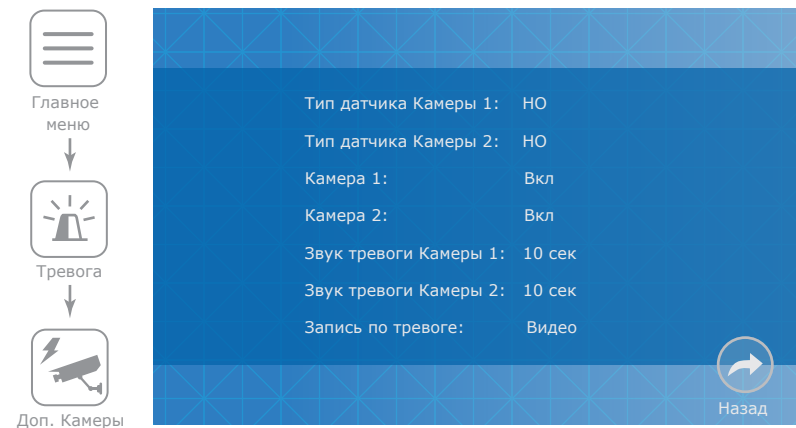 Главное
меню
Тревога
Доп. Камеры
Тип датчика Камеры 1: НО
Тип датчика Камеры 2: НО
Камера 1: Вкл
Камера 2: Вкл
Звук тревоги Камеры 1: 10 сек
Звук тревоги Камеры 2: 10 сек
Запись по тревоге: Видео
Назад